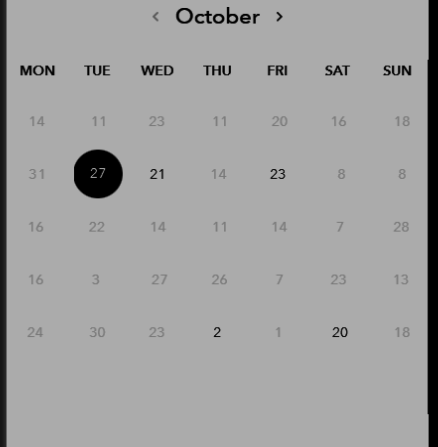 ‹ October ›
MON TUE WED THU FRI SAT SUN
14 11 23 11 20 16 18
31 27 21 14 23 8 8
16 22 14 11 14 7 28
16 3 27 26 7 23 13
24 30 23 2 1 20 18